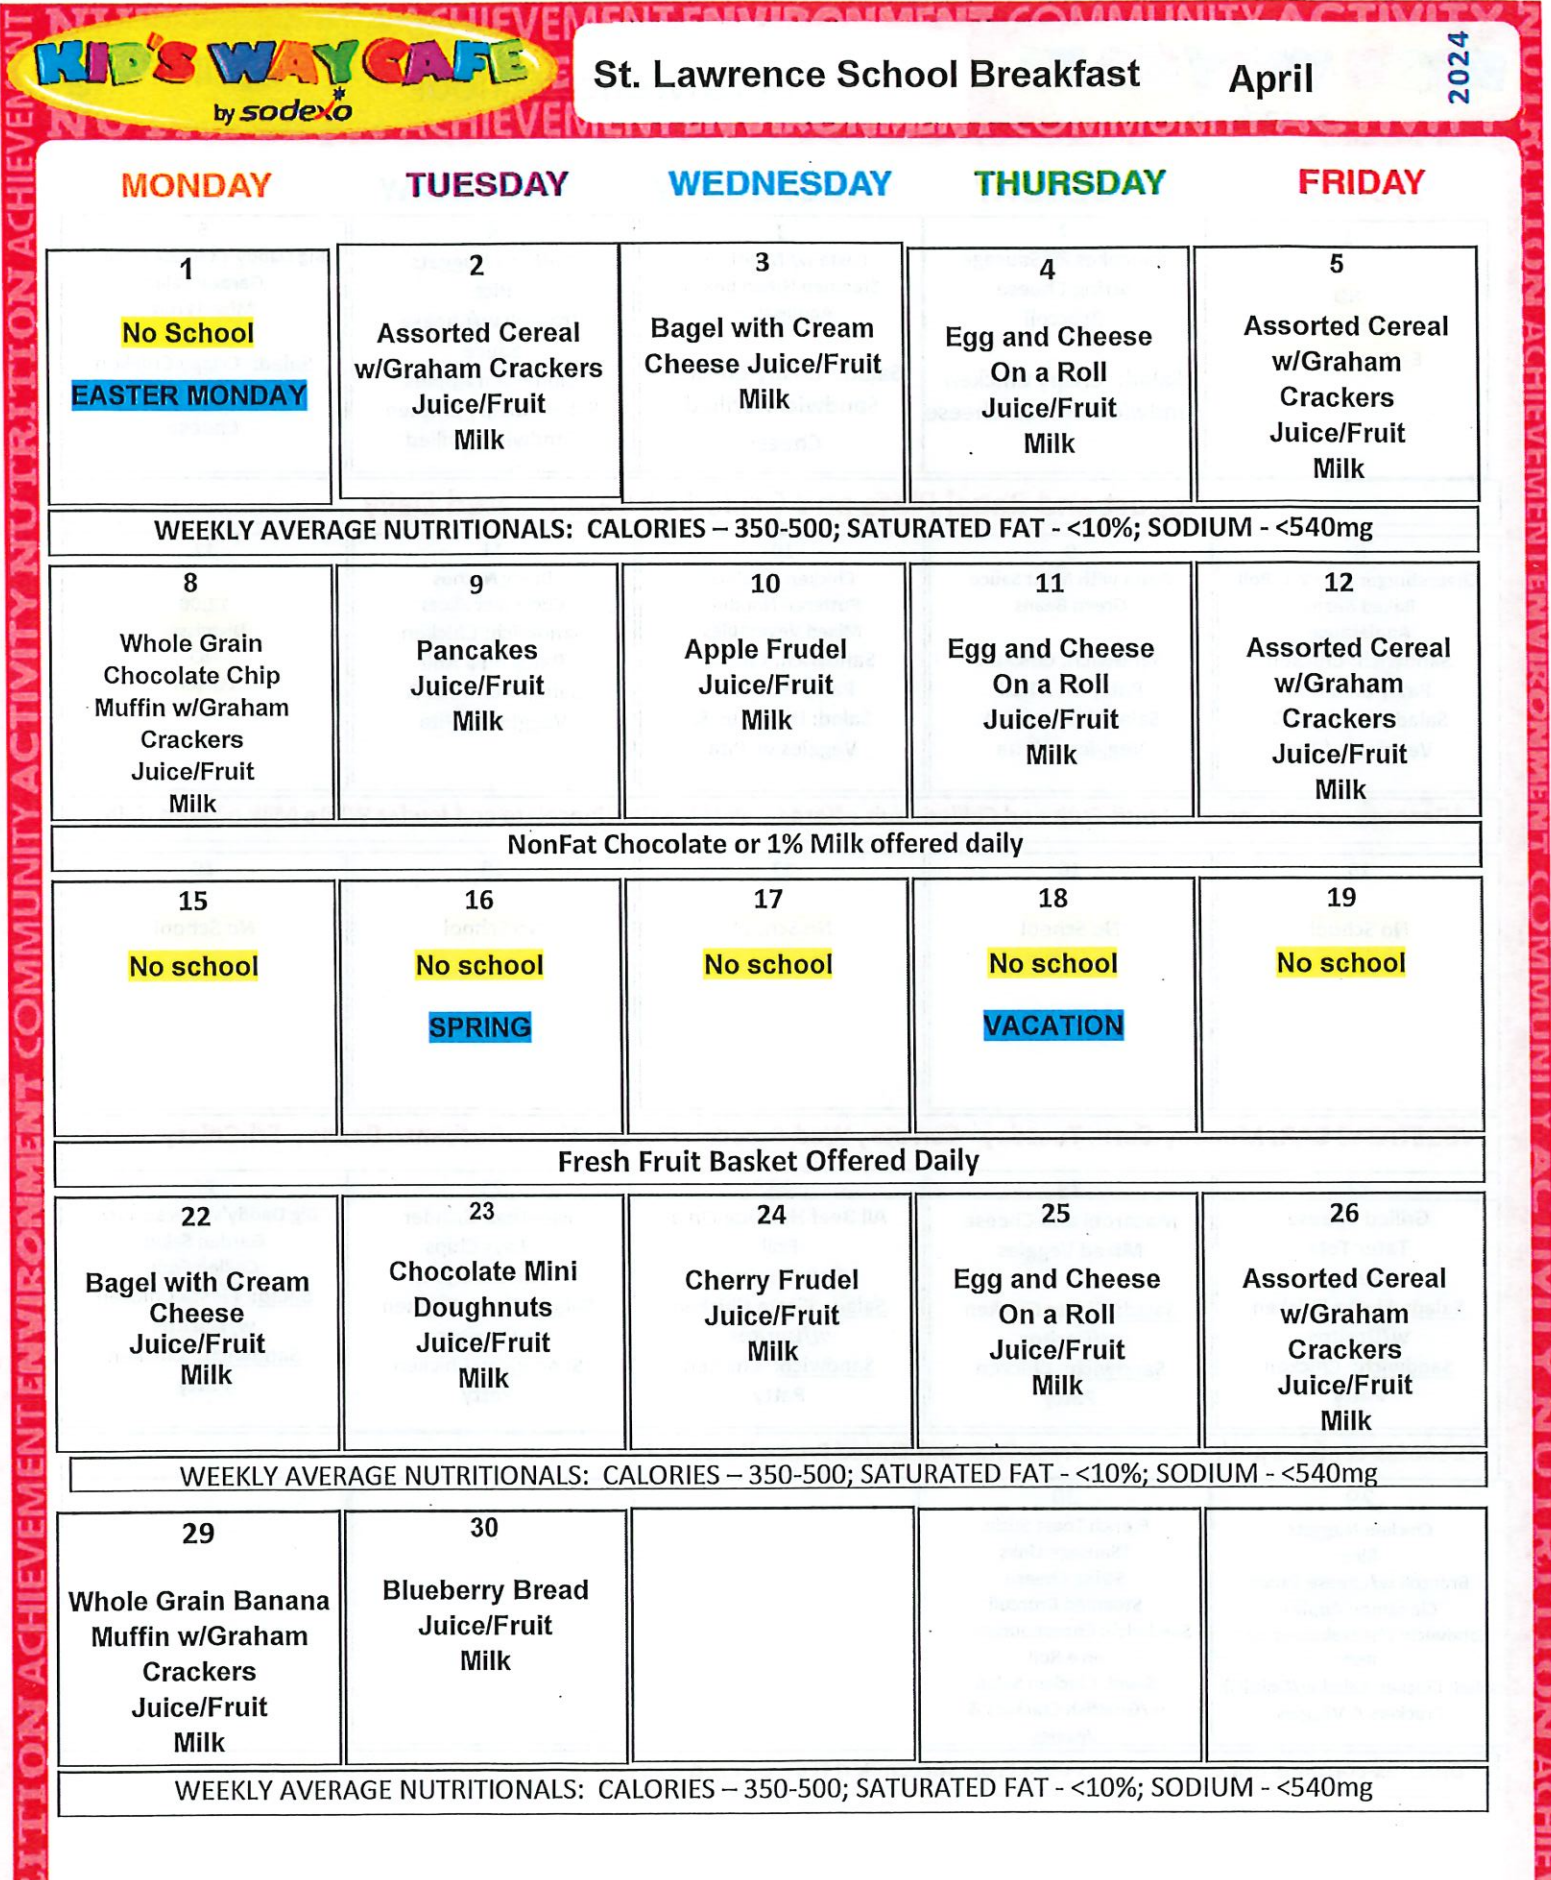 KID'S WAY CAFE
by sodexo
St. Lawrence School Breakfast April 2024
MONDAY TUESDAY WEDNESDAY THURSDAY FRIDAY
1
No School
EASTER MONDAY
2
Assorted Cereal
w/Graham Crackers
Juice/Fruit
Milk
3
Bagel with Cream
Cheese Juice/Fruit
Milk
4
Egg and Cheese
On a Roll
Juice/Fruit
Milk
5
Assorted Cereal
w/Graham
Crackers
Juice/Fruit
Milk
WEEKLY AVERAGE NUTRITIONALS: CALORIES – 350-500; SATURATED FAT - <10%; SODIUM - <540mg
8
Whole Grain
Chocolate Chip
Muffin w/Graham
Crackers
Juice/Fruit
Milk
9
Pancakes
Juice/Fruit
Milk
10
Apple Frudel
Juice/Fruit
Milk
11
Egg and Cheese
On a Roll
Juice/Fruit
Milk
12
Assorted Cereal
w/Graham
Crackers
Juice/Fruit
Milk
NonFat Chocolate or 1% Milk offered daily
15
No school
16
No school
SPRING
17
No school
18
No school
VACATION
19
No school
Fresh Fruit Basket Offered Daily
22
Bagel with Cream
Cheese
Juice/Fruit
Milk
23
Chocolate Mini
Doughnuts
Juice/Fruit
Milk
24
Cherry Frudel
Juice/Fruit
Milk
25
Egg and Cheese
On a Roll
Juice/Fruit
Milk
26
Assorted Cereal
w/Graham
Crackers
Juice/Fruit
Milk
WEEKLY AVERAGE NUTRITIONALS: CALORIES – 350-500; SATURATED FAT - <10%; SODIUM - <540mg
29
Whole Grain Banana
Muffin w/Graham
Crackers
Juice/Fruit
Milk
30
Blueberry Bread
Juice/Fruit
Milk
WEEKLY AVERAGE NUTRITIONALS: CALORIES – 350-500; SATURATED FAT - <10%; SODIUM - <540mg